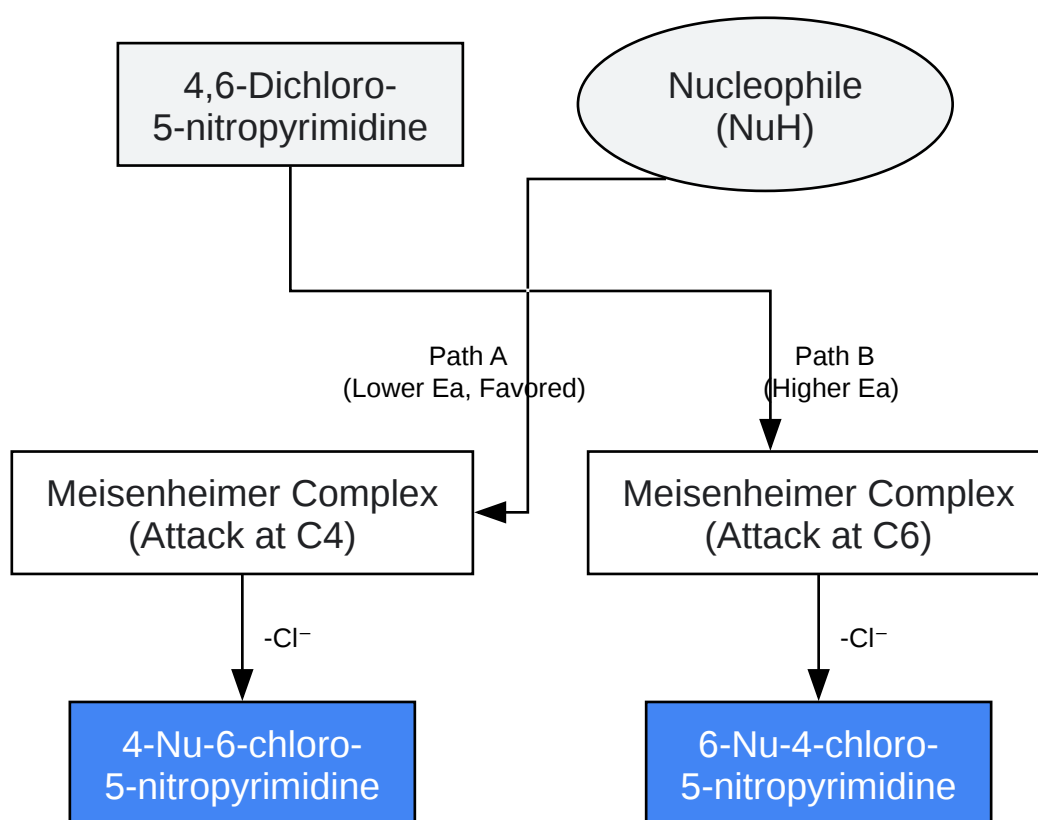 4,6-Dichloro-
5-nitropyrimidine
Nucleophile
(NuH)
Path A
(Lower Ea, Favored)
Path B
(Higher Ea)
Meisenheimer Complex
(Attack at C4)
Meisenheimer Complex
(Attack at C6)
-Cl⁻
-Cl⁻
4-Nu-6-chloro-
5-nitropyrimidine
6-Nu-4-chloro-
5-nitropyrimidine